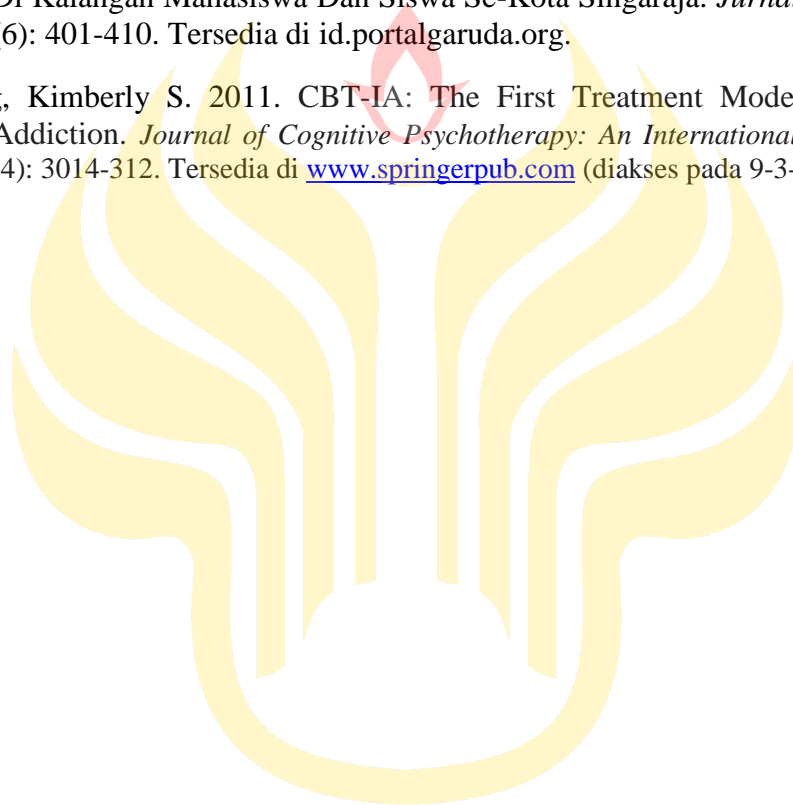 Di Kalangan Mahasiswa Dan Siswa Se-Kota Singaraja. Jurnal
(6): 401-410. Tersedia di id.portalgaruda.org.
, Kimberly S. 2011. CBT-IA: The First Treatment Mode
Addiction. Journal of Cognitive Psychotherapy: An International
4): 3014-312. Tersedia di www.springerpub.com (diakses pada 9-3-